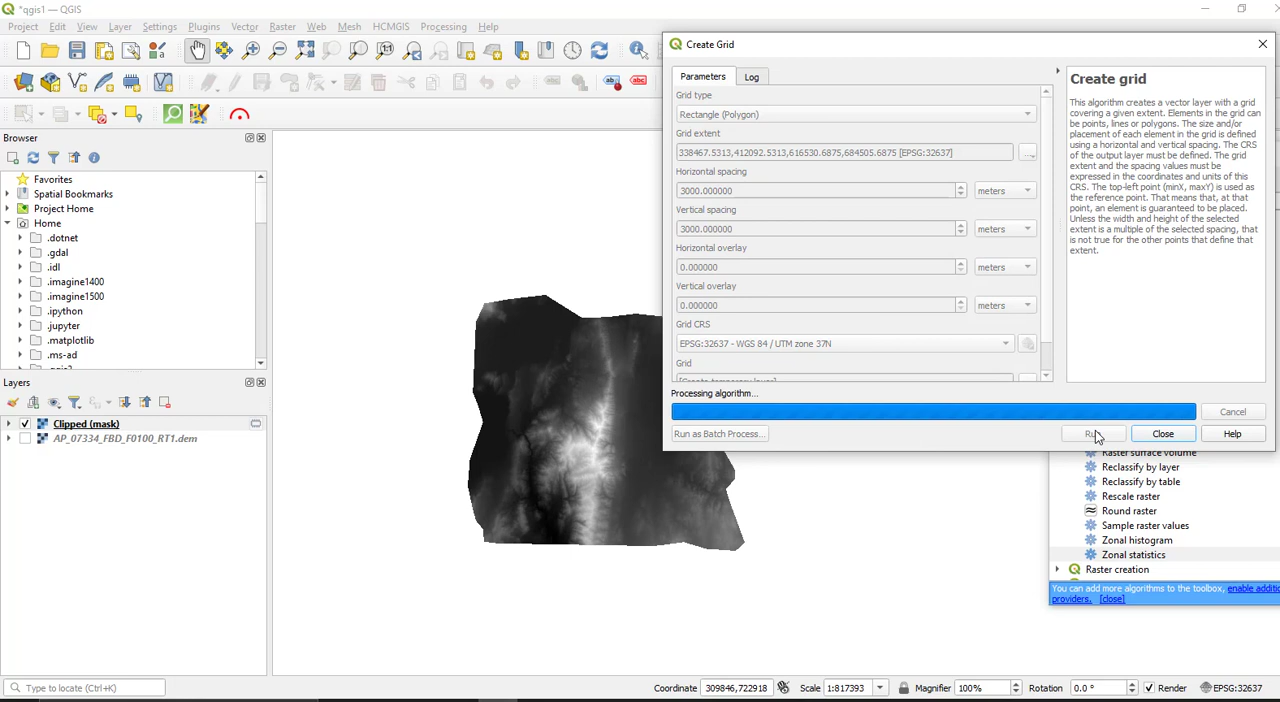 *qgis1 — QGIS
Project Edit View Layer Settings Plugins Vector Raster Web Mesh HCMGIS Processing Help
Browser
Favorites
Spatial Bookmarks
Project Home
Home
.dotnet
.gdal
.idl
.imagine1400
.imagine1500
.ipython
.jupyter
.matplotlib
.ms-ad
Layers
Clipped (mask)
AP_07334_FBD_F0100_RT1.dem
Create Grid
Parameters Log
Grid type
Rectangle (Polygon)
Grid extent
338467.5313,412092.5313,616530.6875,684505.6875 [EPSG:32637]
Horizontal spacing
3000.000000 meters
Vertical spacing
3000.000000 meters
Horizontal overlay
0.000000 meters
Vertical overlay
0.000000 meters
Grid CRS
EPSG:32637 - WGS 84 / UTM zone 37N
Grid
[Create temporary layer]
Create grid
This algorithm creates a vector layer with a grid
covering a given extent. Elements in the grid can
be points, lines or polygons. The size and/or
placement of each element in the grid is defined
using a horizontal and vertical spacing. The CRS
of the output layer must be defined. The grid
extent and the spacing values must be
expressed in the coordinates and units of this
CRS. The top-left point (minX, maxY) is used as
the reference point. That means that, at that
point, an element is guaranteed to be placed.
Unless the width and height of the selected
extent is a multiple of the selected spacing, that
is not true for the other points that define that
extent.
Processing algorithm...
Cancel
Run as Batch Process... Close Help
Raster surface volume
Reclassify by layer
Reclassify by table
Rescale raster
Round raster
Sample raster values
Zonal histogram
Zonal statistics
Raster creation
You can add more algorithms to the toolbox, enable additio
providers. [close]
Type to locate (Ctrl+K) Coordinate 309846,722918 Scale 1:817393 Magnifier 100% Rotation 0.0 ° Render EPSG:32637